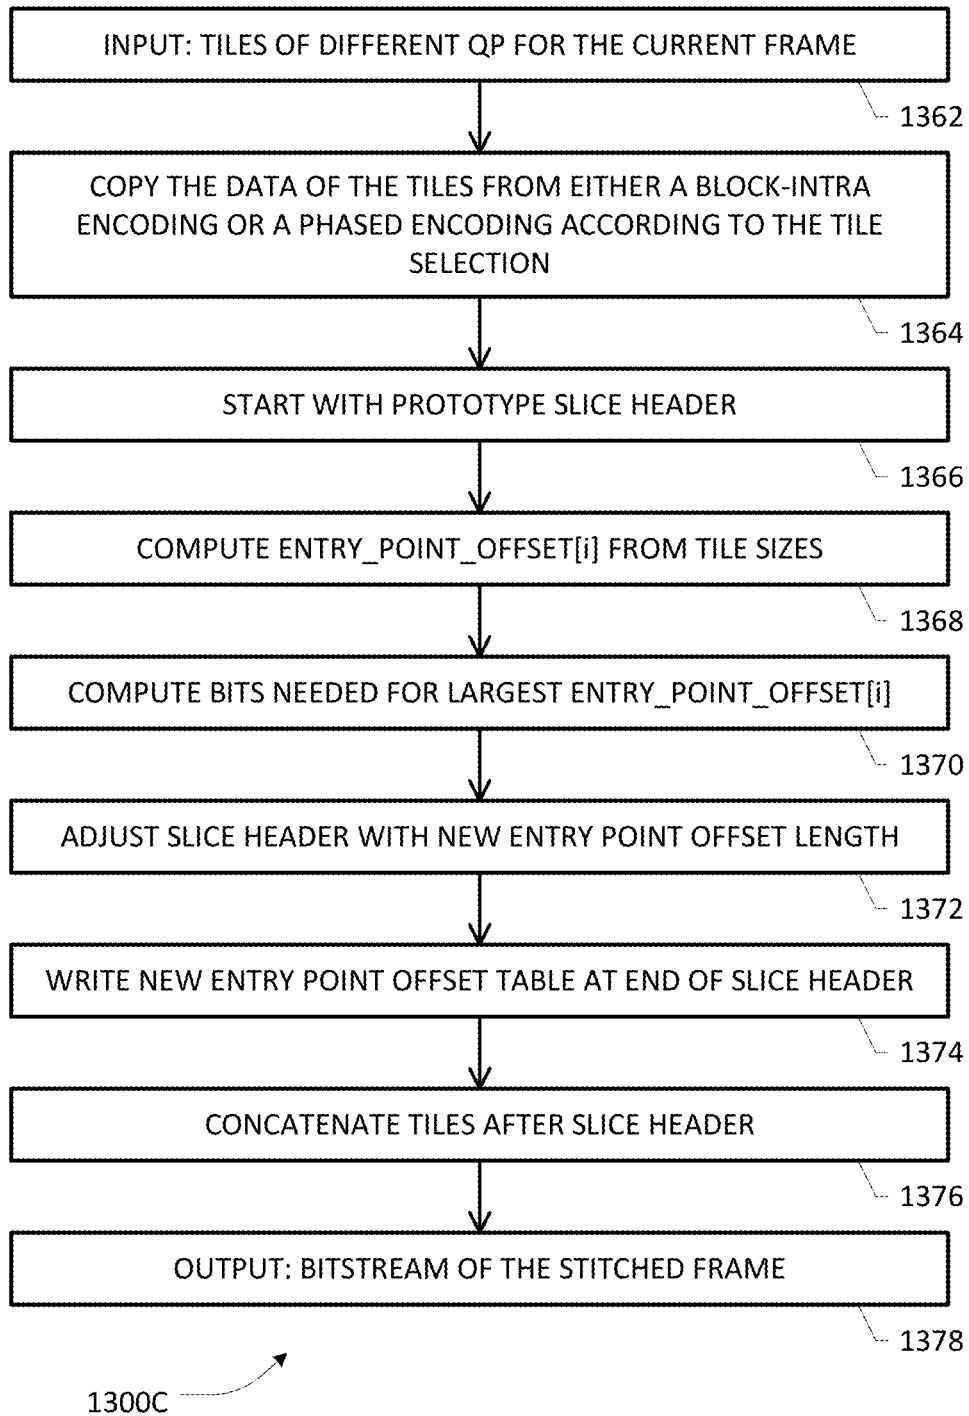 INPUT: TILES OF DIFFERENT QP FOR THE CURRENT FRAME
1362
COPY THE DATA OF THE TILES FROM EITHER A BLOCK-INTRA
ENCODING OR A PHASED ENCODING ACCORDING TO THE TILE
SELECTION
1364
START WITH PROTOTYPE SLICE HEADER
1366
COMPUTE ENTRY_POINT_OFFSET[i] FROM TILE SIZES
1368
COMPUTE BITS NEEDED FOR LARGEST ENTRY_POINT_OFFSET[i]
1370
ADJUST SLICE HEADER WITH NEW ENTRY POINT OFFSET LENGTH
1372
WRITE NEW ENTRY POINT OFFSET TABLE AT END OF SLICE HEADER
1374
CONCATENATE TILES AFTER SLICE HEADER
1376
OUTPUT: BITSTREAM OF THE STITCHED FRAME
1378
1300C